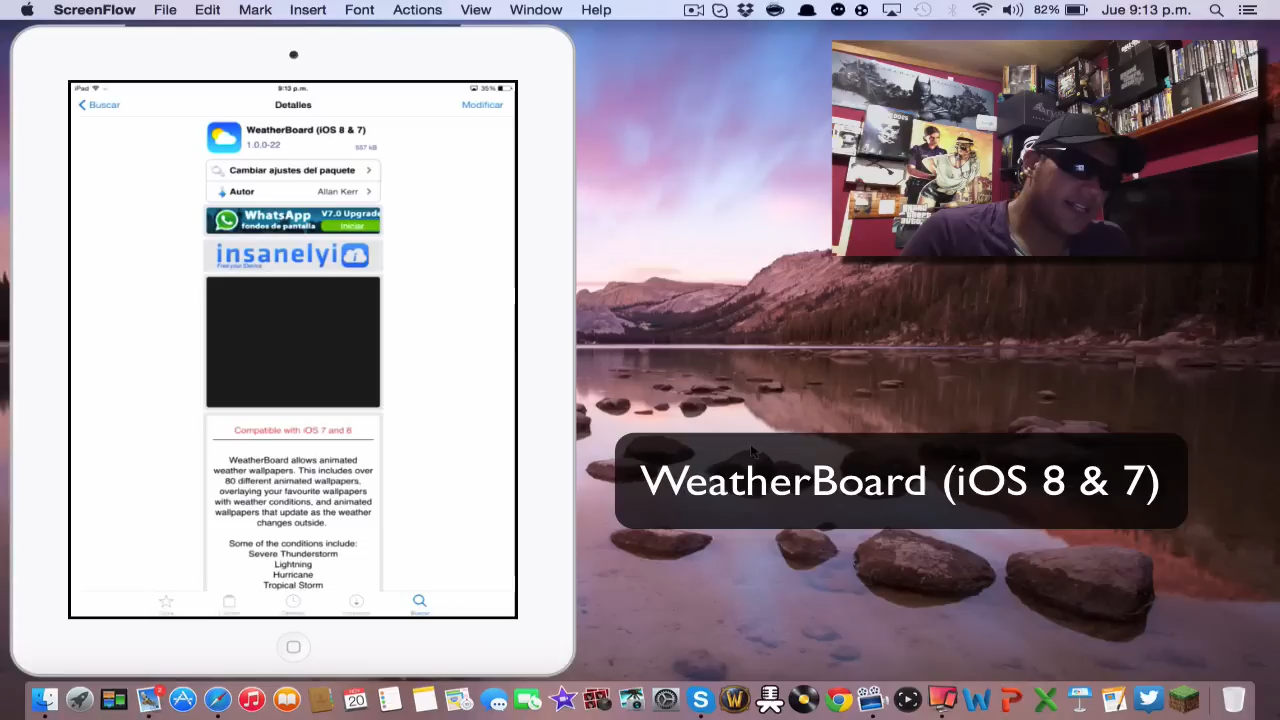 ScreenFlow File Edit Mark Insert Font Actions View Window Help 82% Jue 9:13 p.m.
iPad 9:13 p.m. 35%
Buscar Detalles Modificar
WeatherBoard (iOS 8 & 7)
1.0.0-22 557 kB
Cambiar ajustes del paquete
Autor Allan Kerr
WhatsApp V7.0 Upgrade
fondos de pantalla Iniciar
insanelyi
Compatible with iOS 7 and 8
WeatherBoard allows animated
weather wallpapers. This includes over
80 different animated wallpapers,
overlaying your favourite wallpapers
with weather conditions, and animated
wallpapers that update as the weather
changes outside.
Some of the conditions include:
Severe Thunderstorm
Lightning
Hurricane
Tropical Storm
Buscar
WeatherBoard (iOS 8 & 7)
NOV
20